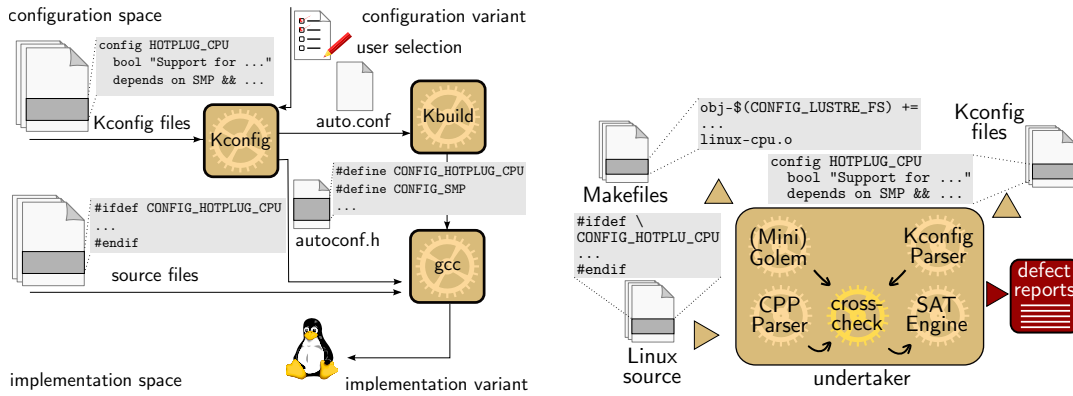 configuration space
configuration variant
config HOTPLUG_CPU
bool "Support for ..."
depends on SMP && ...
user selection
Kconfig files
Kconfig
auto.conf
Kbuild
#define CONFIG_HOTPLUG_CPU
#define CONFIG_SMP
...
autoconf.h
#ifdef CONFIG_HOTPLUG_CPU
...
#endif
source files
gcc
implementation space
implementation variant
obj-$(CONFIG_LUSTRE_FS) +=
...
linux-cpu.o
Makefiles
Kconfig
files
config HOTPLUG_CPU
bool "Support for ..."
depends on SMP && ...
#ifdef \
CONFIG_HOTPLU_CPU
...
#endif
Linux
source
(Mini)
Golem
Kconfig
Parser
CPP
Parser
cross-
check
SAT
Engine
undertaker
defect
reports